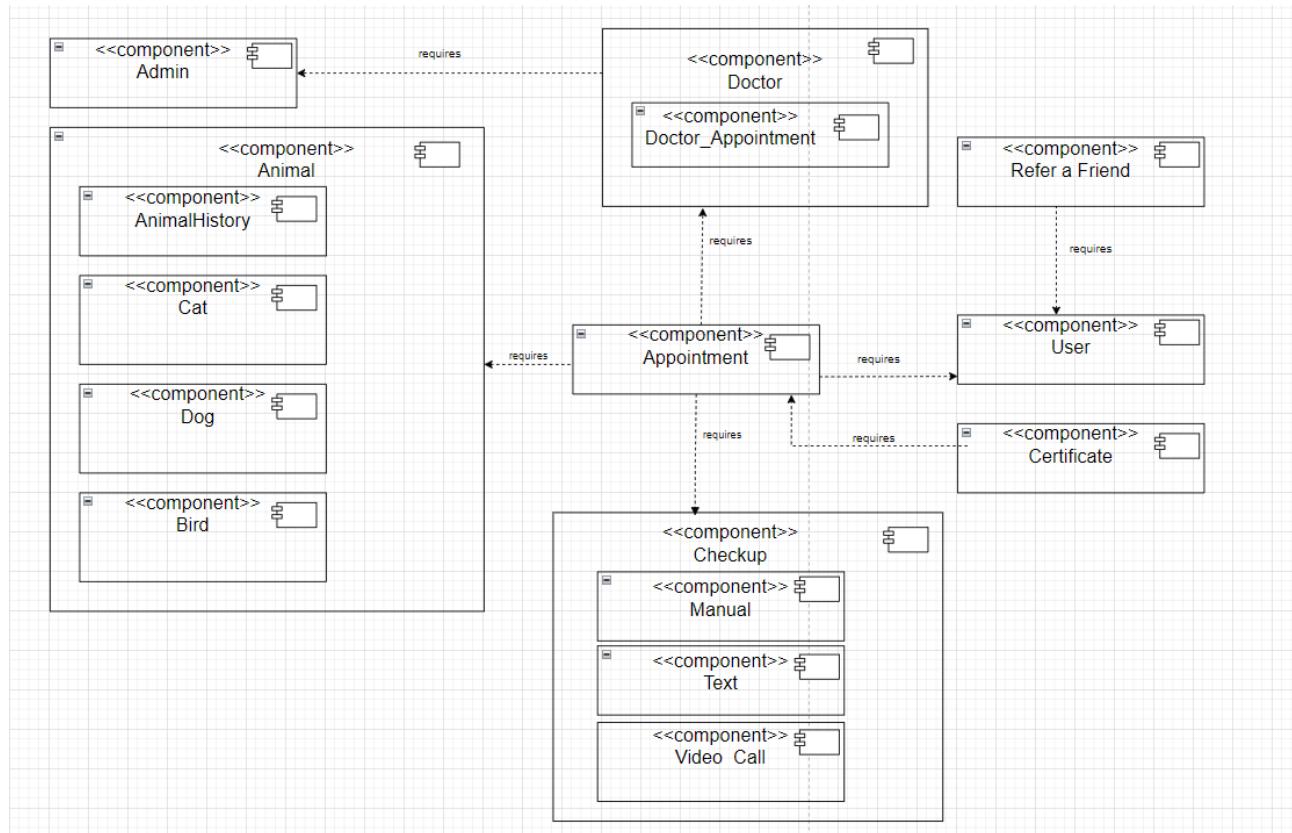 <<component>>
Admin
requires
<<component>>
Doctor
<<component>>
Doctor_Appointment
<<component>>
Animal
<<component>>
AnimalHistory
<<component>>
Cat
<<component>>
Dog
<<component>>
Bird
<<component>>
Refer a Friend
requires
requires
<<component>>
Appointment
requires
requires
<<component>>
User
requires
requires
<<component>>
Certificate
<<component>>
Checkup
<<component>>
Manual
<<component>>
Text
<<component>>
Video Call